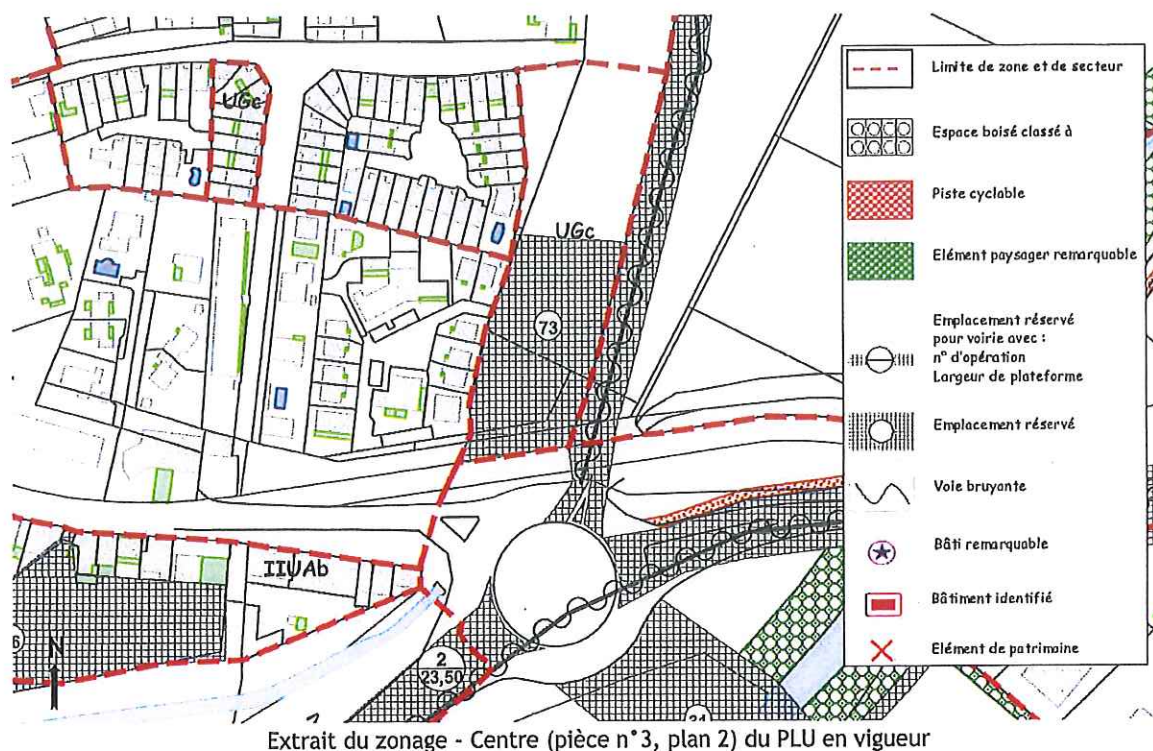 UGc
UGc
73
IIUAb
N
2
23,50
Limite de zone et de secteur
Espace boisé classé à
Piste cyclable
Elément paysager remarquable
Emplacement réservé
pour voirie avec :
n° d'opération
Largeur de plateforme
Emplacement réservé
Voie bruyante
Bâti remarquable
Bâtiment identifié
Elément de patrimoine
Extrait du zonage - Centre (pièce n°3, plan 2) du PLU en vigueur